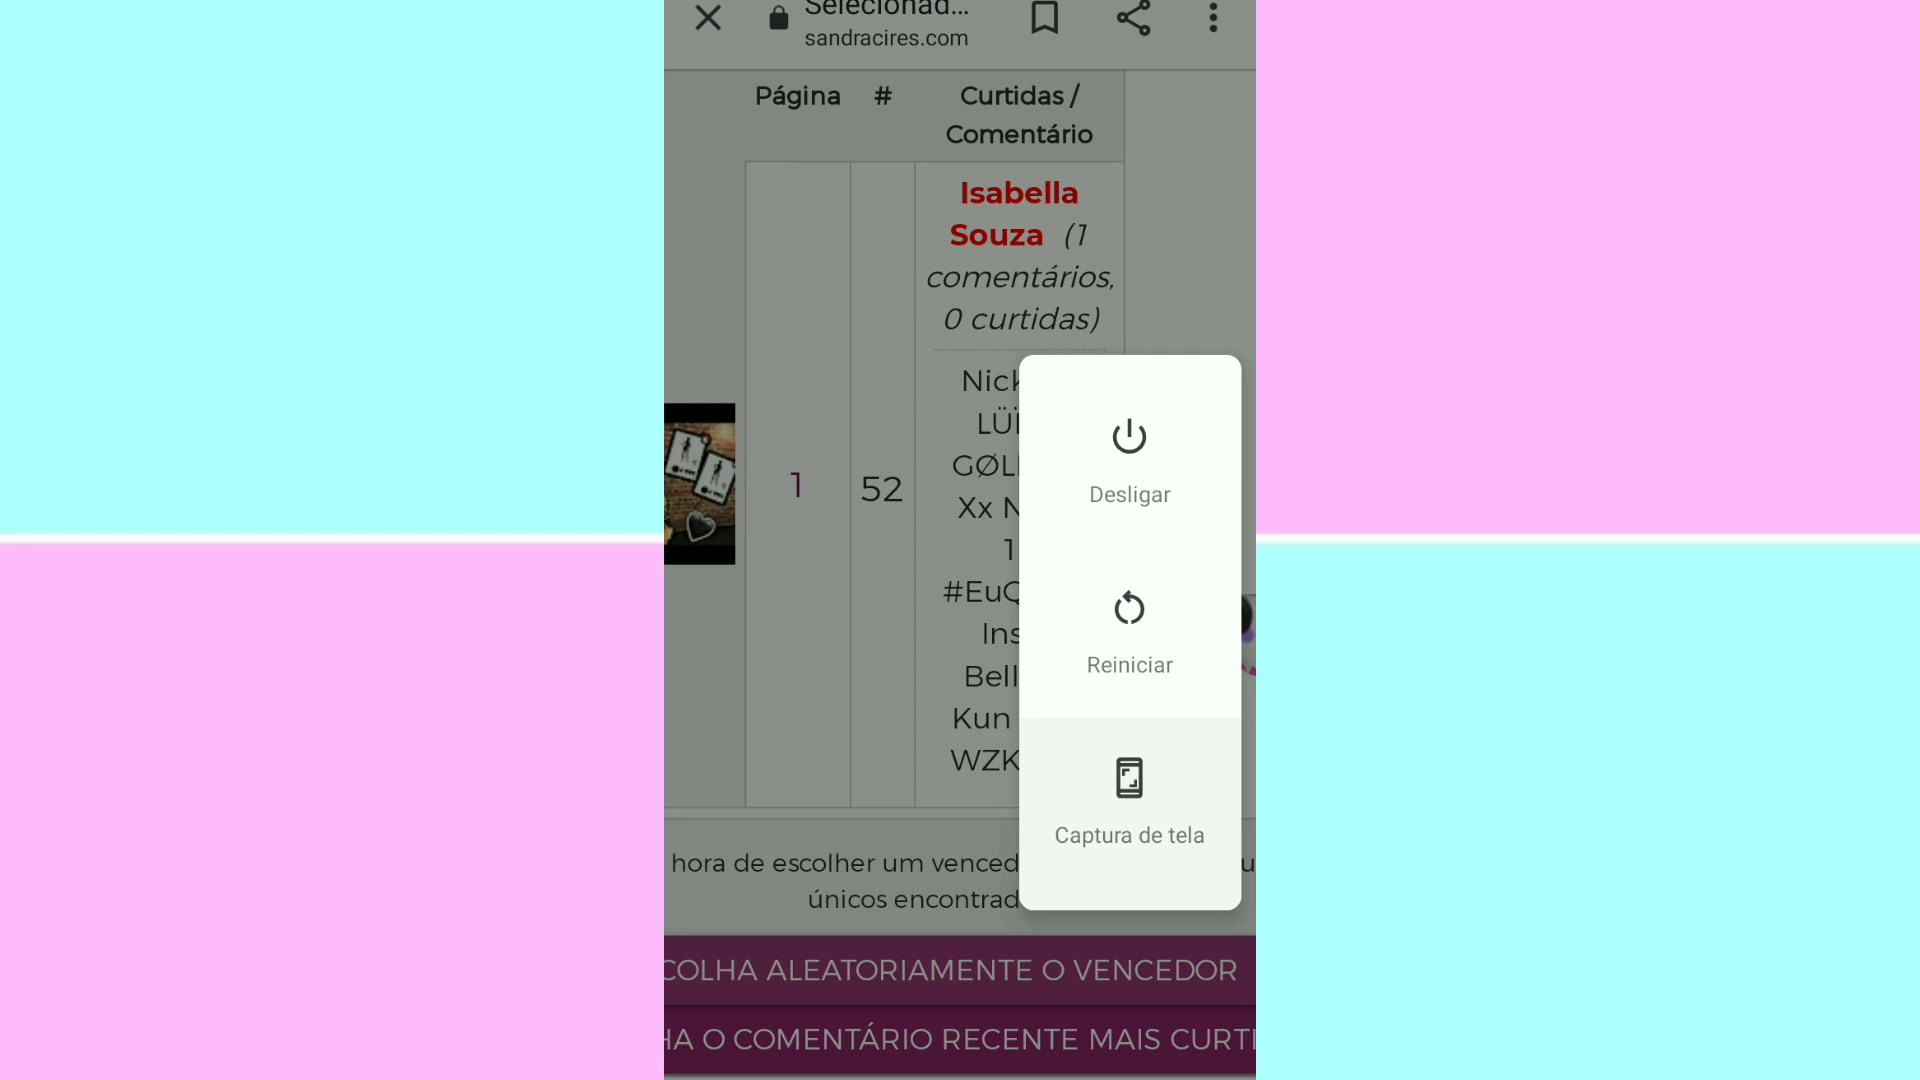 Selecionad...
sandracires.com
Página # Curtidas /
Comentário
Isabella
Souza (1
comentários,
0 curtidas)
Nick
LÜ
GØL
Xx N
1
#EuQ
Ins
Bell
Kun
WZK
1 52
Desligar
Reiniciar
Captura de tela
hora de escolher um venced
únicos encontrad
COLHA ALEATORIAMENTE O VENCEDOR
HA O COMENTÁRIO RECENTE MAIS CURTI